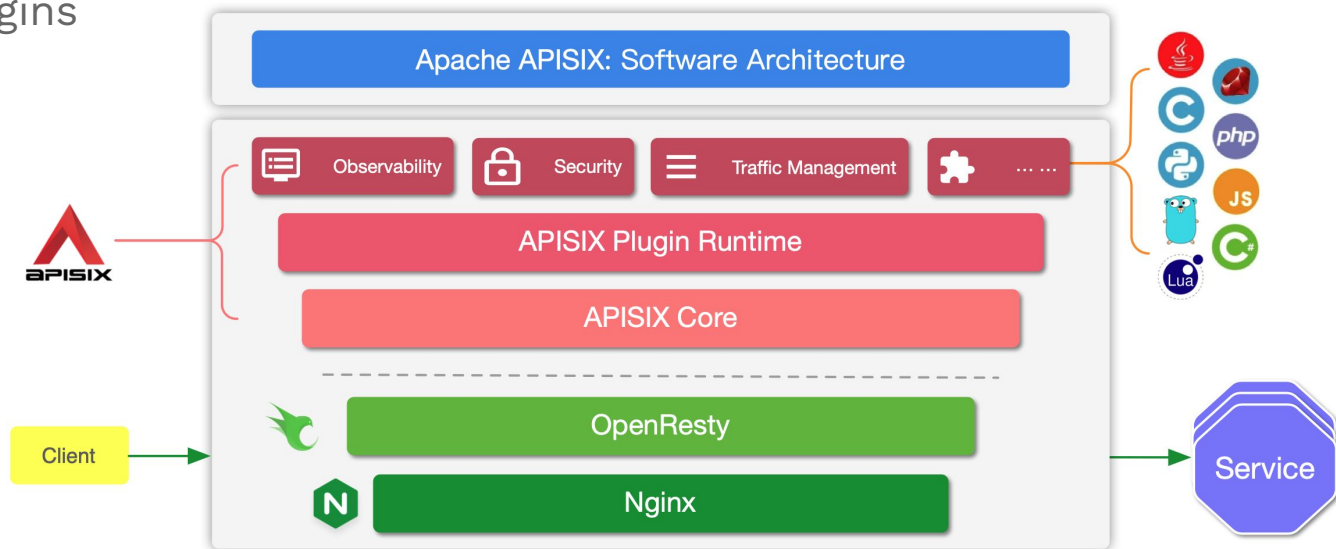 gins
Apache APISIX: Software Architecture
Observability
Security
Traffic Management
... ...
APISIX Plugin Runtime
APISIX Core
OpenResty
Nginx
N
APISIX
Client
Service
C
php
JS
C#
Lua